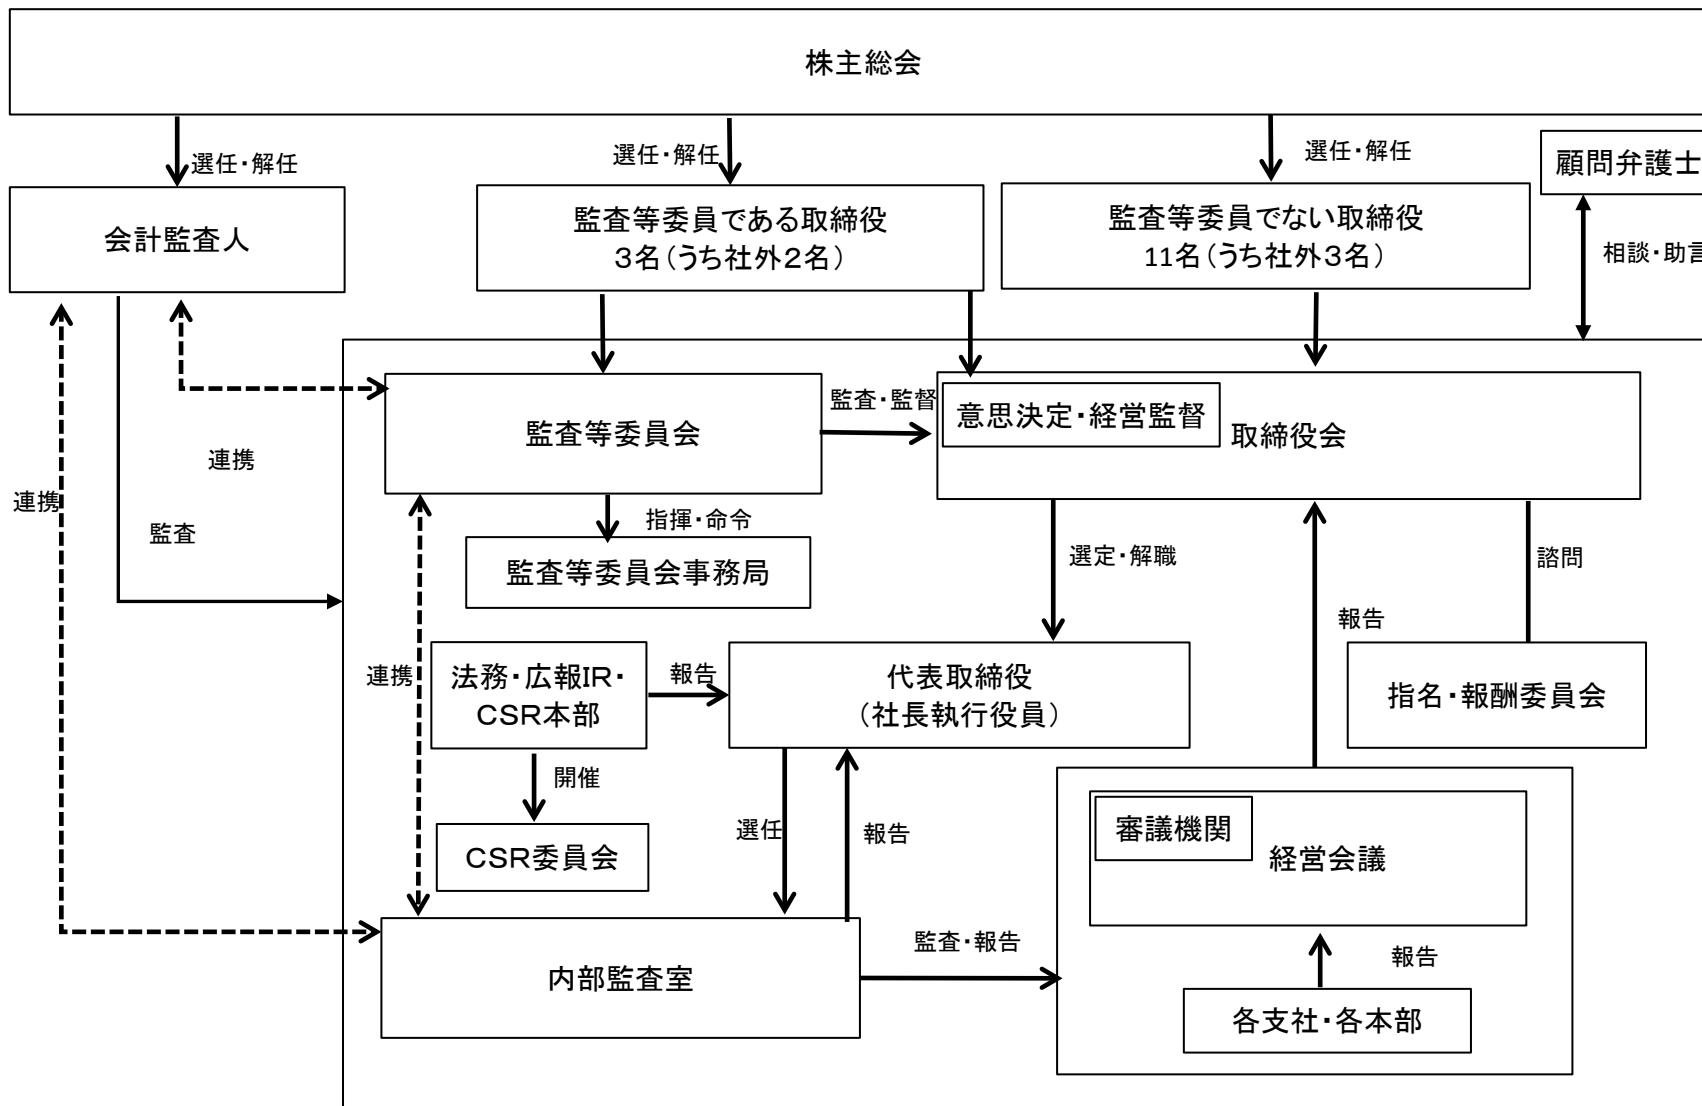 株主総会
選任・解任
選任・解任
選任・解任
顧問弁護士
会計監査人
監査等委員である取締役
3名(うち社外2名)
監査等委員でない取締役
11名(うち社外3名)
相談・助言
監査等委員会
監査・監督
意思決定・経営監督
取締役会
連携
連携
監査
指揮・命令
監査等委員会事務局
選定・解職
諮問
報告
連携
法務・広報IR・
CSR本部
報告
代表取締役
(社長執行役員)
指名・報酬委員会
開催
選任
報告
審議機関
経営会議
CSR委員会
監査・報告
報告
内部監査室
各支社・各本部